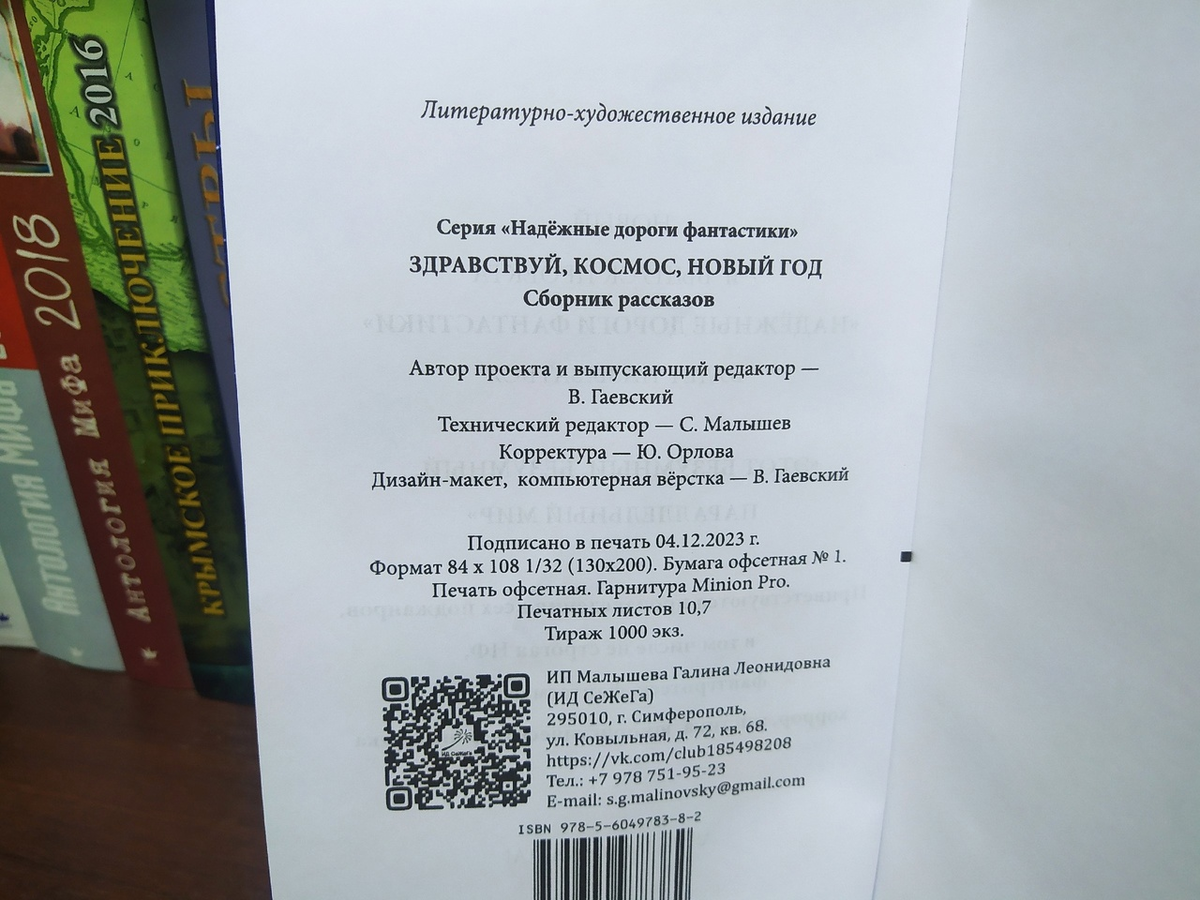 Литературно-художественное издание
Серия «Надёжные дороги фантастики»
ЗДРАВСТВУЙ, КОСМОС, НОВЫЙ ГОД
Сборник рассказов
Автор проекта и выпускающий редактор —
В. Гаевский
Технический редактор — С. Малышев
Корректура — Ю. Орлова
Дизайн-макет, компьютерная вёрстка — В. Гаевский
Подписано в печать 04.12.2023 г.
Формат 84 х 108 1/32 (130х200). Бумага офсетная № 1.
Печать офсетная. Гарнитура Minion Pro.
Печатных листов 10,7
Тираж 1000 экз.
ИП Малышева Галина Леонидовна
(ИД СеЖеГа)
295010, г. Симферополь,
ул. Ковыльная, д. 72, кв. 68.
https://vk.com/club185498208
Тел.: +7 978 751-95-23
E-mail: s.g.malinovsky@gmail.com
ИД СеЖеГа
ISBN 978-5-6049783-8-2
Антология Мифа
Антология МиФа 2018
КРЫМСКОЕ ПРИКЛЮЧЕНИЕ 2016